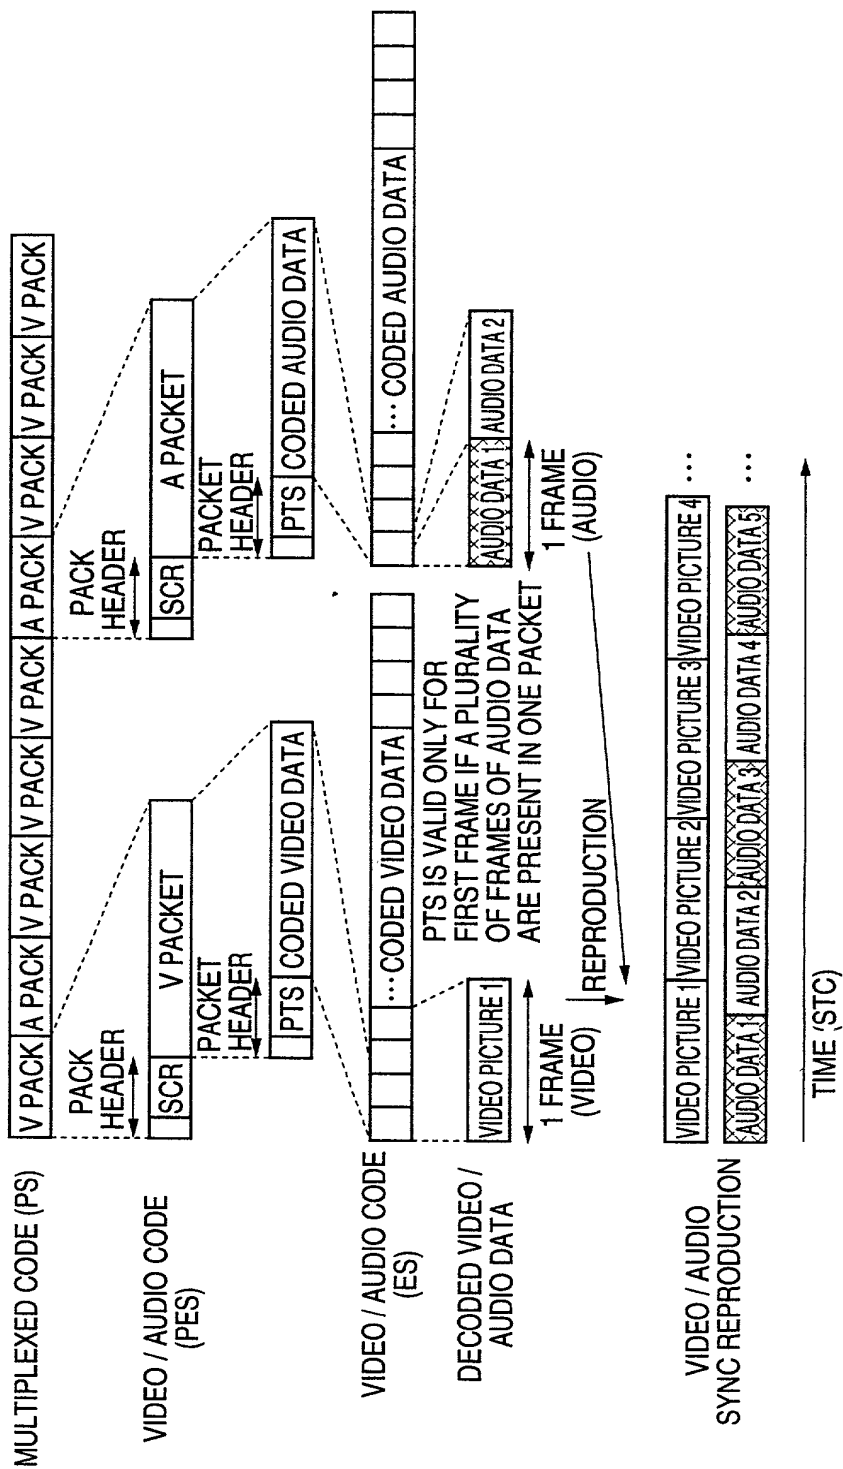 MULTIPLEXED CODE (PS)
V PACK A PACK V PACK V PACK V PACK A PACK V PACK V PACK V PACK
PACK
HEADER
PACK
HEADER
VIDEO / AUDIO CODE
(PES)
SCR V PACKET
SCR A PACKET
PACKET
HEADER
PACKET
HEADER
PTS CODED VIDEO DATA
PTS CODED AUDIO DATA
VIDEO / AUDIO CODE
(ES)
... CODED VIDEO DATA
... CODED AUDIO DATA
DECODED VIDEO /
AUDIO DATA
VIDEO PICTURE 1
PTS IS VALID ONLY FOR
FIRST FRAME IF A PLURALITY
OF FRAMES OF AUDIO DATA
ARE PRESENT IN ONE PACKET
AUDIO DATA 1 AUDIO DATA 2
1 FRAME
(VIDEO)
1 FRAME
(AUDIO)
REPRODUCTION
VIDEO / AUDIO
SYNC REPRODUCTION
VIDEO PICTURE 1 VIDEO PICTURE 2 VIDEO PICTURE 3 VIDEO PICTURE 4 ...
AUDIO DATA 1 AUDIO DATA 2 AUDIO DATA 3 AUDIO DATA 4 AUDIO DATA 5 ...
TIME (STC)